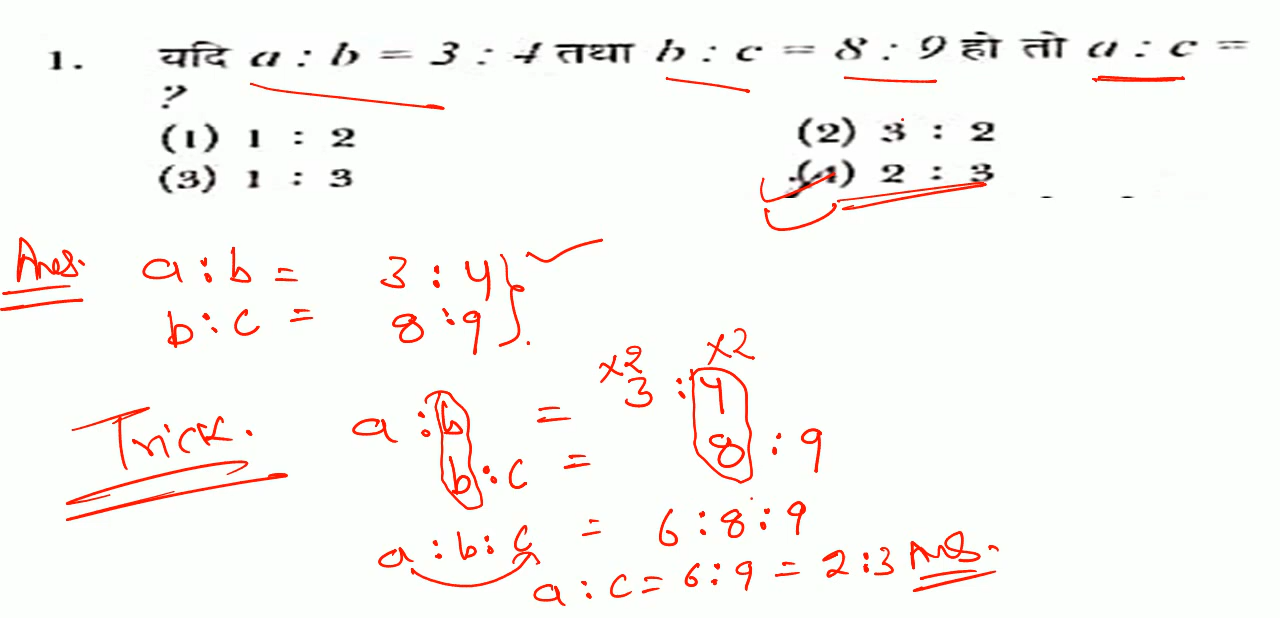 1. यदि a : b = 3 : 4 तथा b : c = 8 : 9 हो तो a : c =
?
(1) 1 : 2 (2) 3 : 2
(3) 1 : 3 (4) 2 : 3
Ans. a : b = 3 : 4
b : c = 8 : 9
×2 ×2
Trick. a : b = 3 : 4
b : c = 8 : 9
a : b : c = 6 : 8 : 9
a : c = 6 : 9 = 2 : 3 Ans.